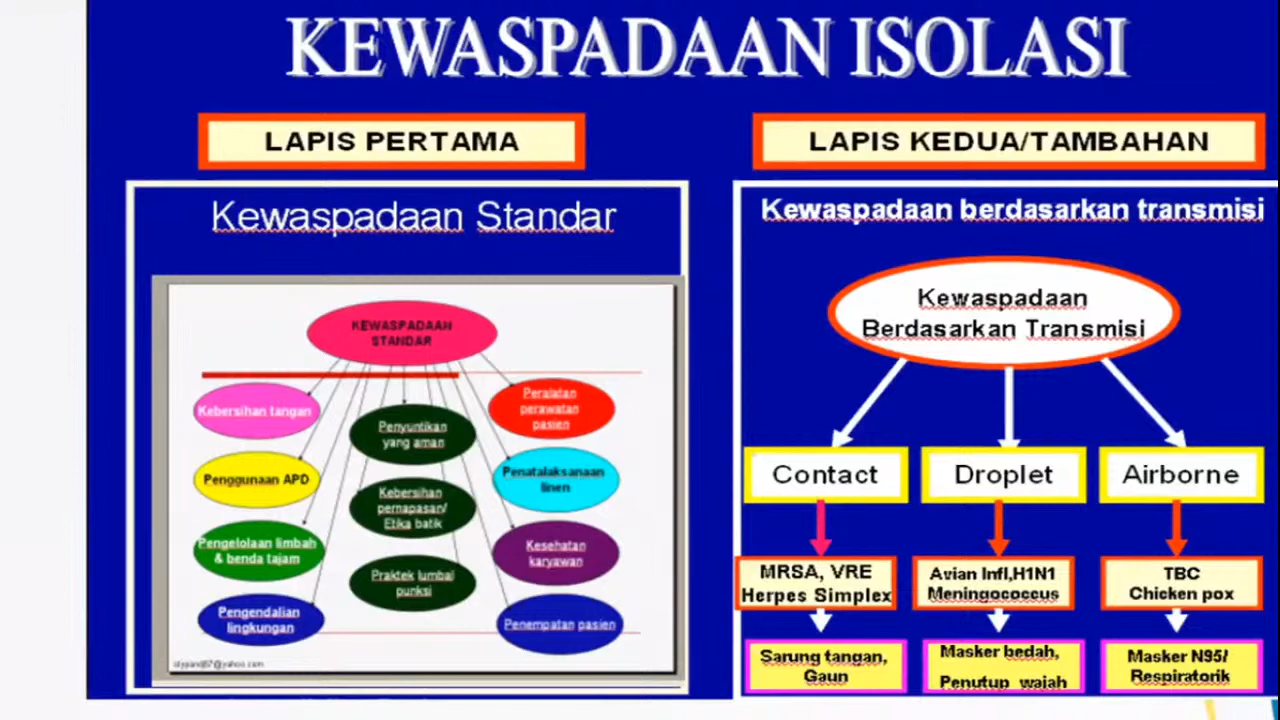 KEWASPADAAN ISOLASI
LAPIS PERTAMA
Kewaspadaan Standar
KEWASPADAAN
STANDAR
Kebersihan tangan
Penggunaan APD
Pengelolaan limbah
& benda tajam
Pengendalian
lingkungan
Penyuntikan
yang aman
Kebersihan
pernapasan/
Etika batik
Praktek lumbal
punksi
Peralatan
perawatan
pasien
Penatalaksanaan
linen
Kesehatan
karyawan
Penempatan pasien
LAPIS KEDUA/TAMBAHAN
Kewaspadaan berdasarkan transmisi
Kewaspadaan
Berdasarkan Transmisi
Contact
Droplet
Airborne
MRSA, VRE
Herpes Simplex
Avian Infl,H1N1
Meningococcus
TBC
Chicken pox
Sarung tangan,
Gaun
Masker bedah,
Penutup wajah
Masker N95/
Respiratorik